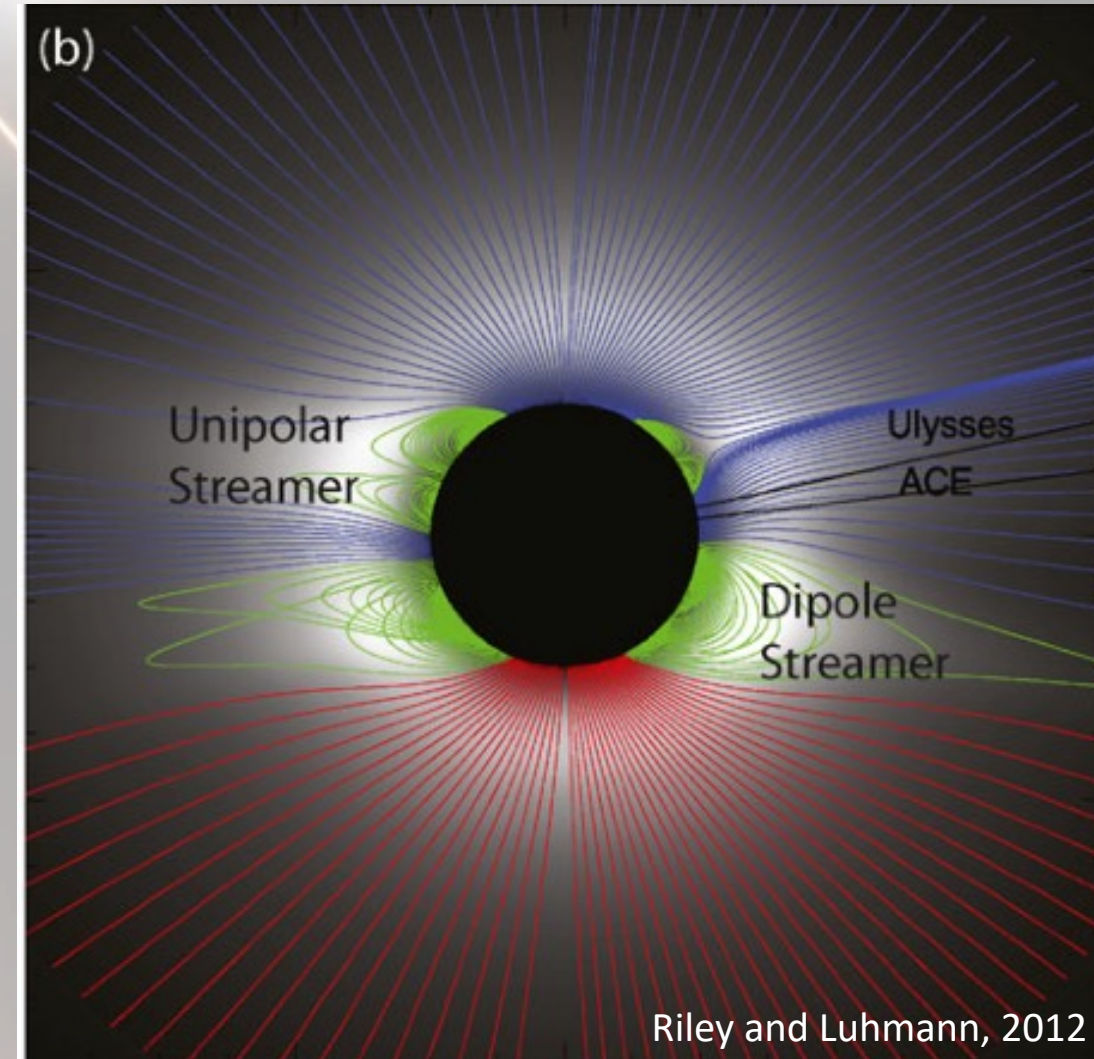 (b)
Unipolar
Streamer
Ulysses
ACE
Dipole
Streamer
Riley and Luhmann, 2012